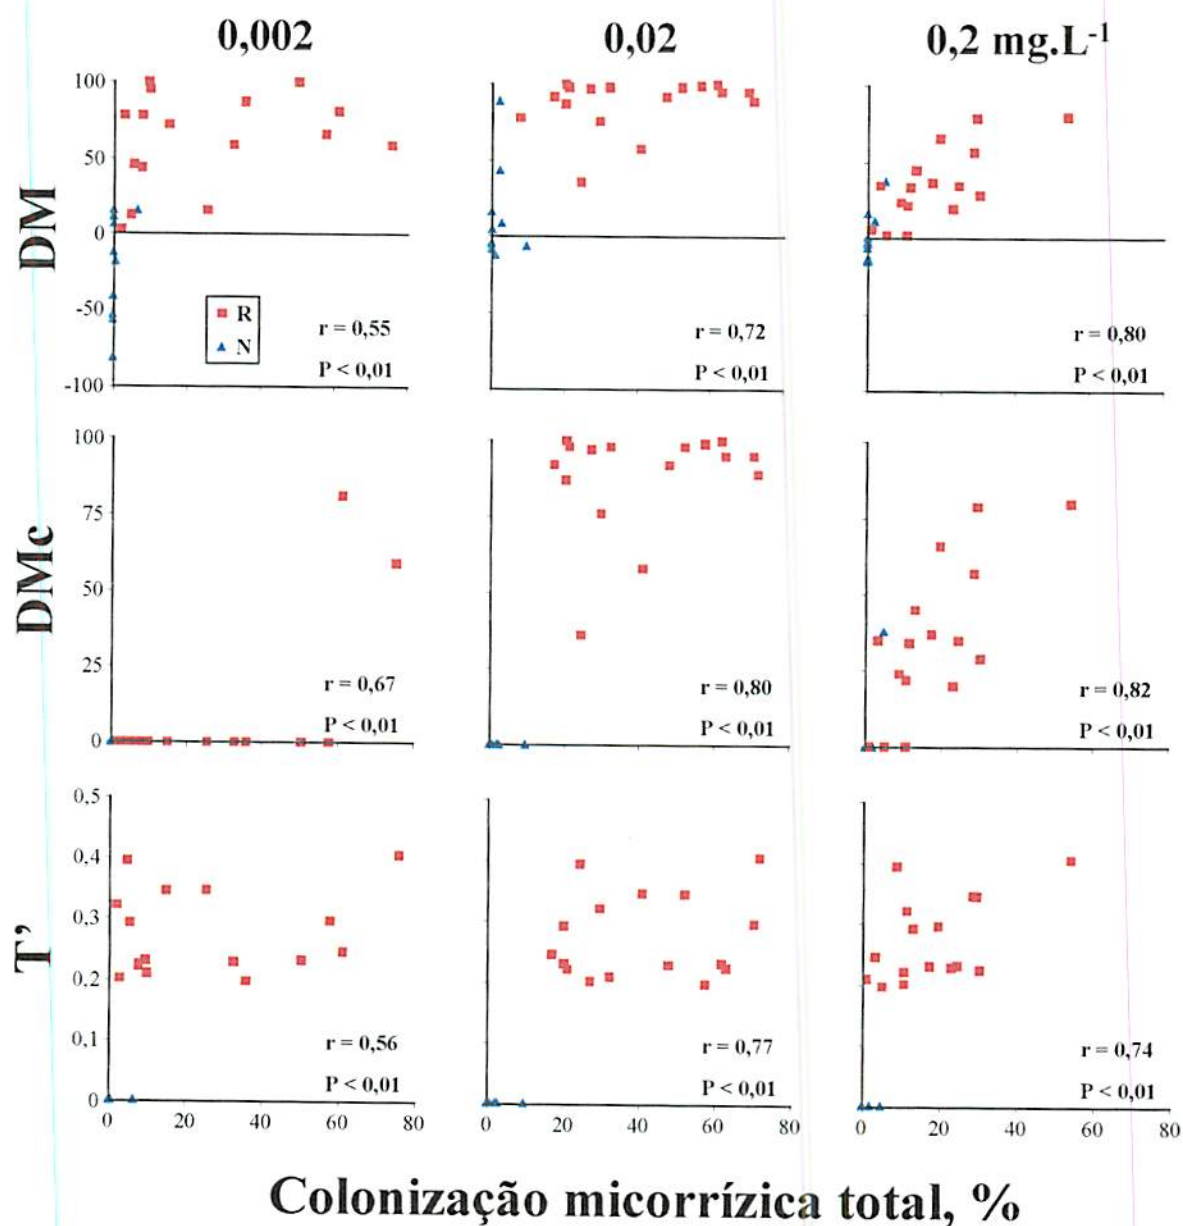 0,002 0,02 0,2 mg.L-1
DM
100
50
0
-50
-100
R
N
r = 0,55
P < 0,01
r = 0,72
P < 0,01
r = 0,80
P < 0,01
DMc
100
75
50
25
0
r = 0,67
P < 0,01
r = 0,80
P < 0,01
r = 0,82
P < 0,01
T’
0,5
0,4
0,3
0,2
0,1
0
r = 0,56
P < 0,01
r = 0,77
P < 0,01
r = 0,74
P < 0,01
0 20 40 60 80 0 20 40 60 80 0 20 40 60 80
Colonização micorrízica total, %